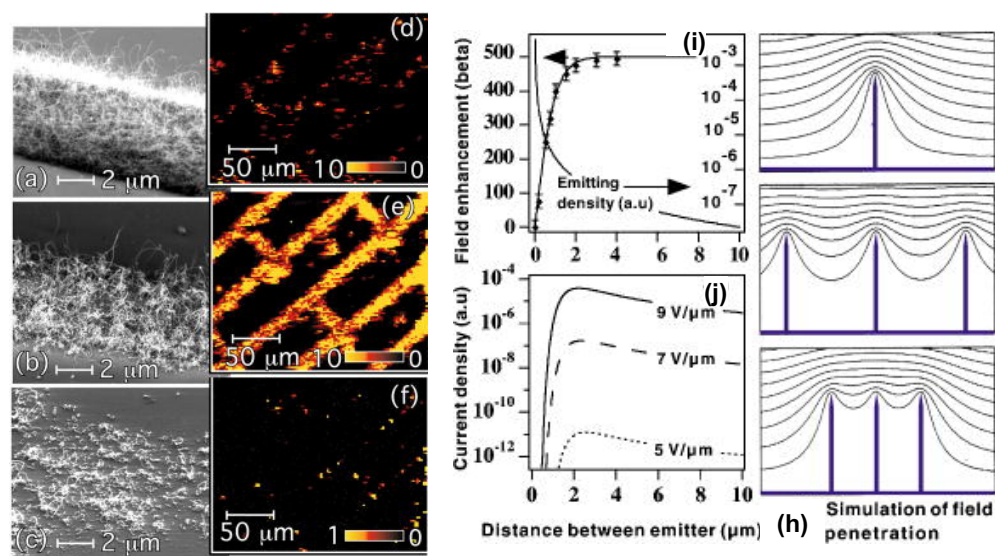 (a)
2 μm
(b)
2 μm
(c)
2 μm
(d)
50 μm
10
0
(e)
50 μm
10
0
(f)
50 μm
1
0
(i)
Field enhancement (beta)
500
400
300
200
100
0
10-3
10-4
10-5
10-6
10-7
Emitting
density (a.u)
0
2
4
6
8
10
(j)
Current density (a.u)
10-4
10-6
10-8
10-10
10-12
9 V/μm
7 V/μm
5 V/μm
0
2
4
6
8
10
Distance between emitter (μm)
(h)
Simulation of field
penetration